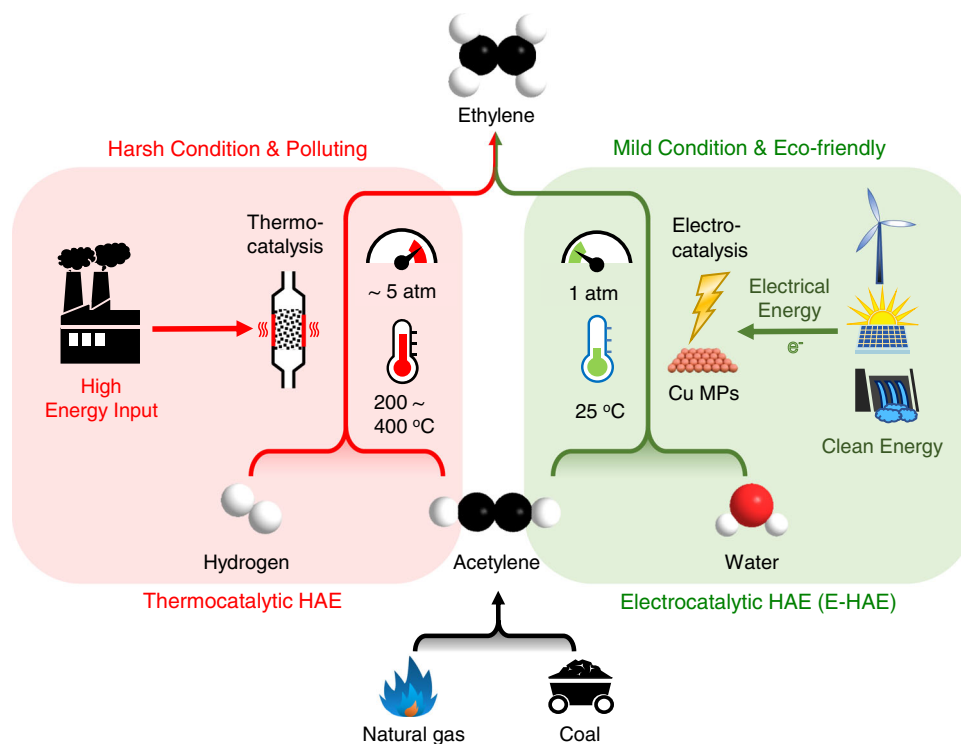 Ethylene
Harsh Condition & Polluting
Mild Condition & Eco-friendly
Thermo-
catalysis
~ 5 atm
200 ~
400 °C
High
Energy Input
1 atm
25 °C
Electro-
catalysis
Electrical
Energy
e-
Cu MPs
Clean Energy
Hydrogen
Acetylene
Water
Thermocatalytic HAE
Electrocatalytic HAE (E-HAE)
Natural gas
Coal